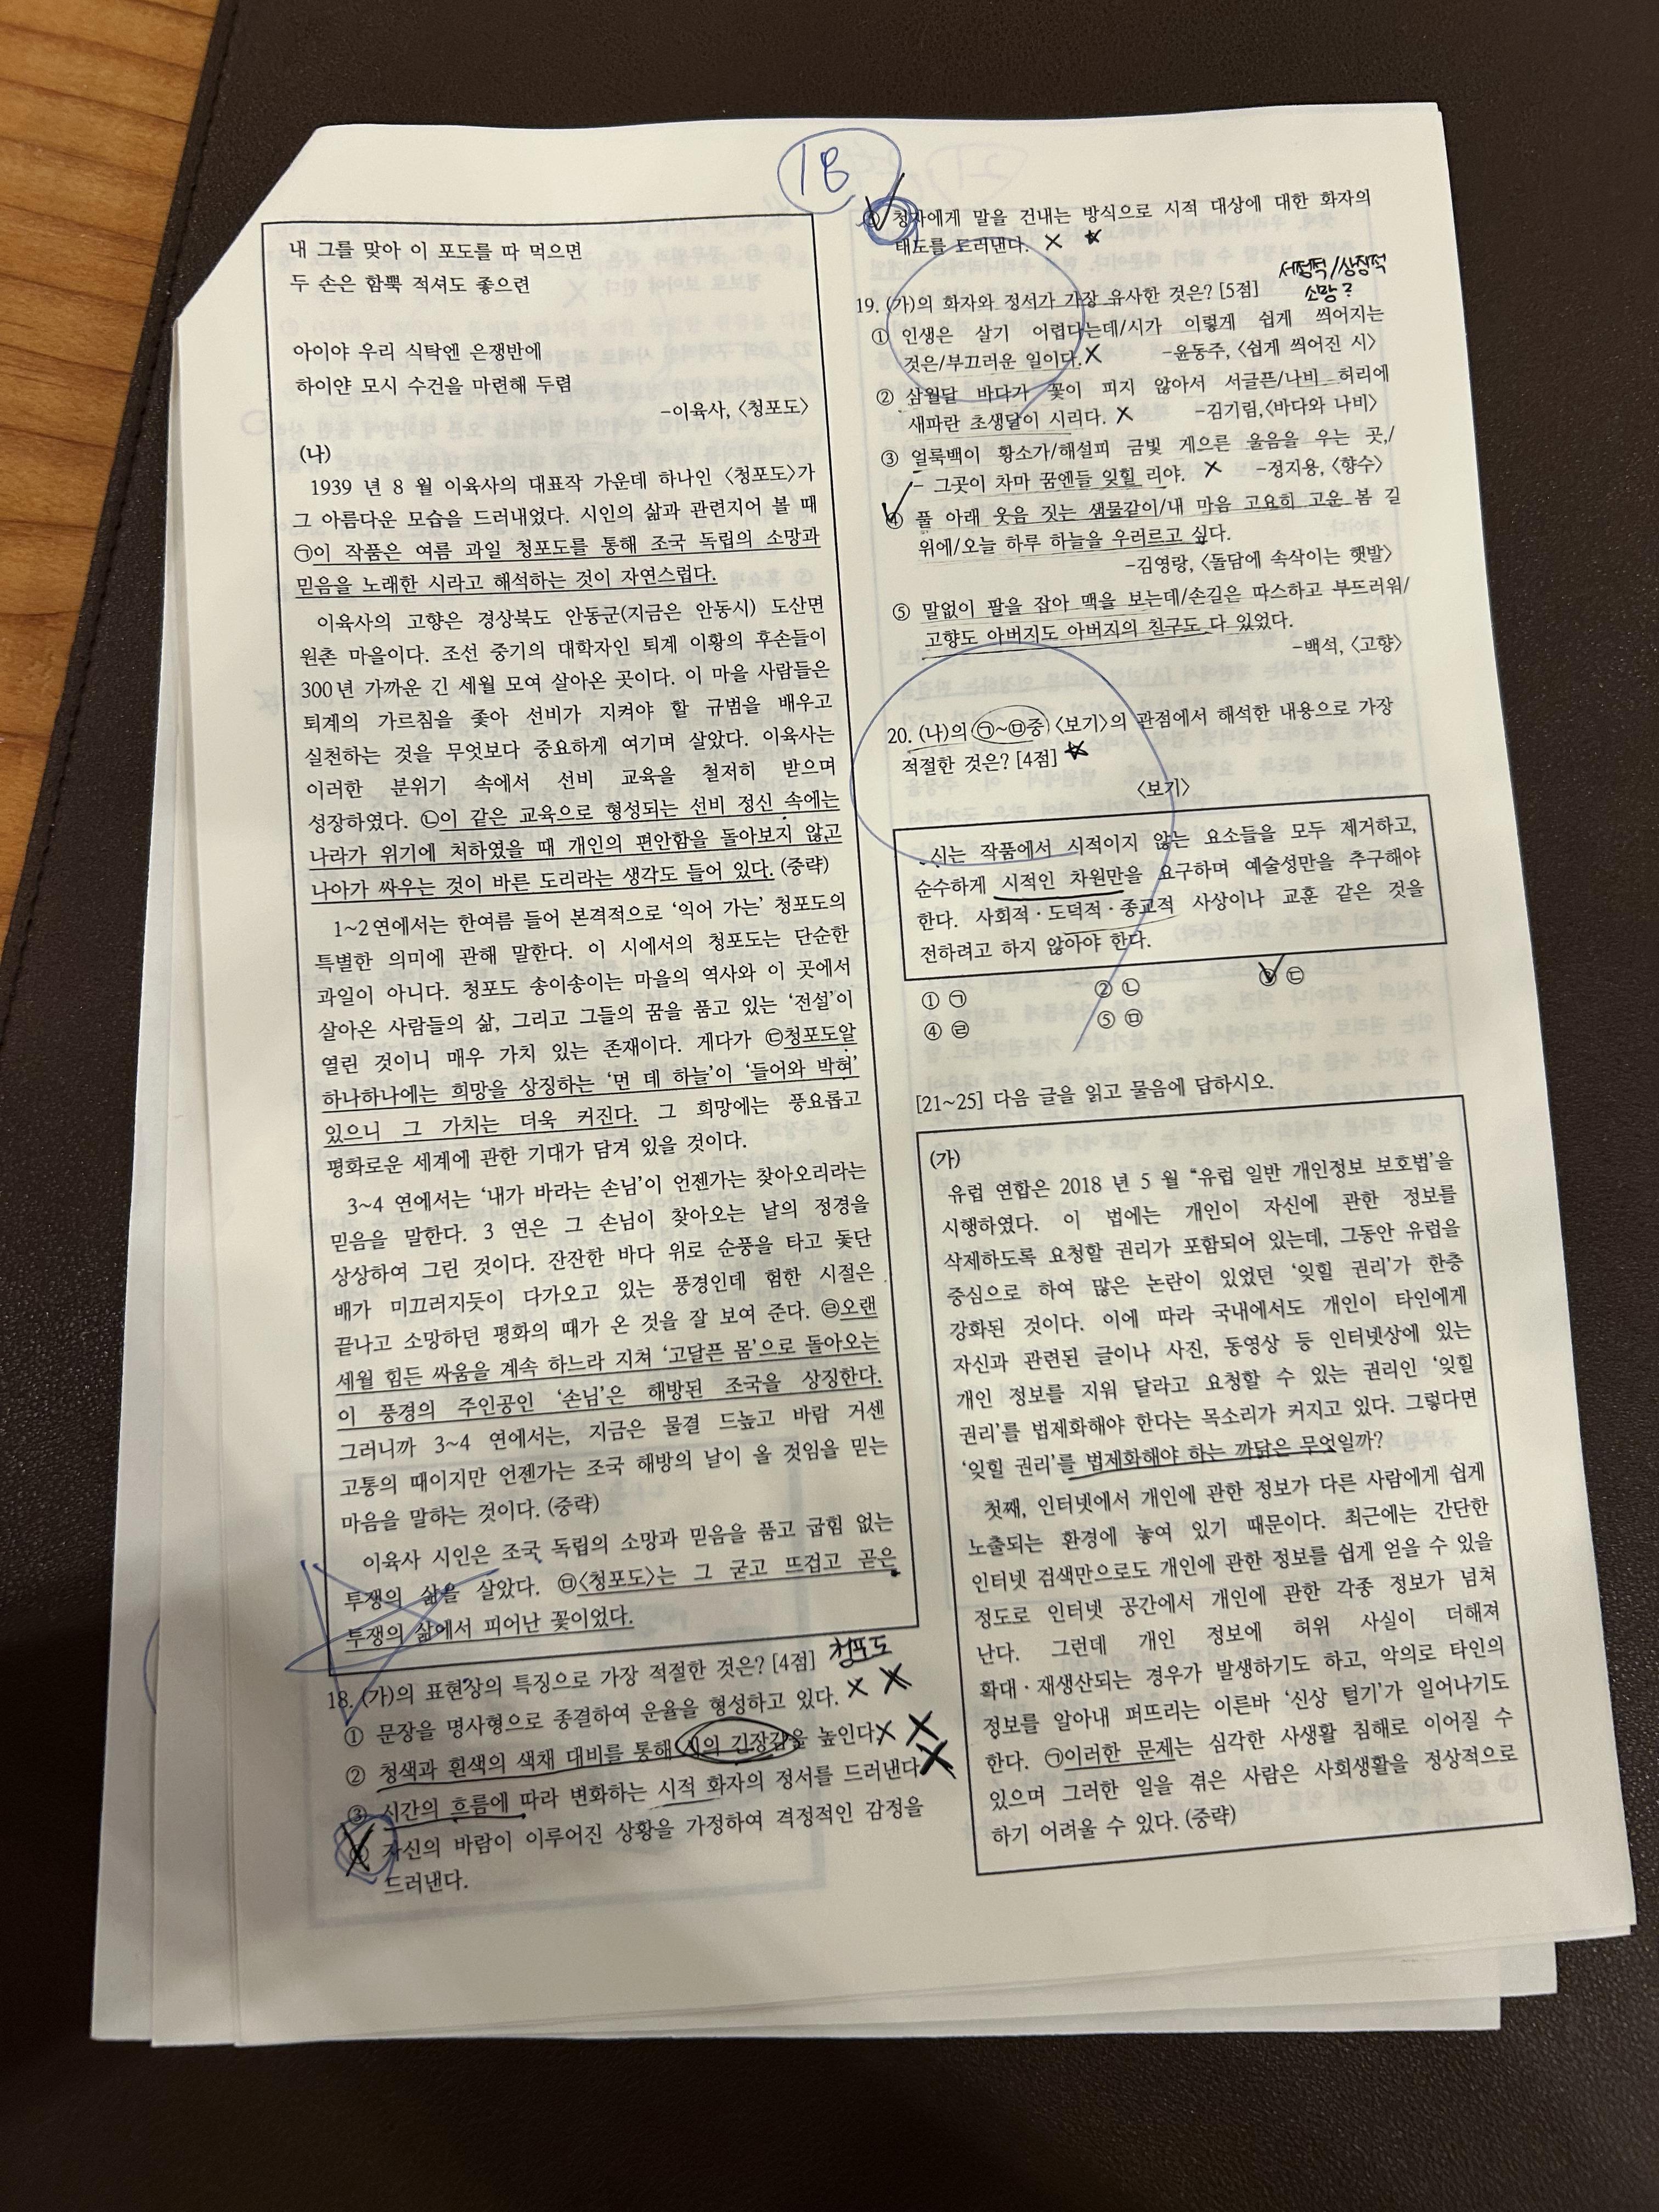 18
내 그를 맞아 이 포도를 따 먹으면
두 손은 함뿍 적셔도 좋으련
아이야 우리 식탁엔 은쟁반에
하이얀 모시 수건을 마련해 두렴
-이육사, 〈청포도〉
(나)
1939 년 8 월 이육사의 대표작 가운데 하나인 〈청포도〉가
그 아름다운 모습을 드러내었다. 시인의 삶과 관련지어 볼 때
㉠이 작품은 여름 과일 청포도를 통해 조국 독립의 소망과
믿음을 노래한 시라고 해석하는 것이 자연스럽다.
이육사의 고향은 경상북도 안동군(지금은 안동시) 도산면
원촌 마을이다. 조선 중기의 대학자인 퇴계 이황의 후손들이
300년 가까운 긴 세월 모여 살아온 곳이다. 이 마을 사람들은
퇴계의 가르침을 좇아 선비가 지켜야 할 규범을 배우고
실천하는 것을 무엇보다 중요하게 여기며 살았다. 이육사는
이러한 분위기 속에서 선비 교육을 철저히 받으며
성장하였다. ㉡이 같은 교육으로 형성되는 선비 정신 속에는
나라가 위기에 처하였을 때 개인의 편안함을 돌아보지 않고
나아가 싸우는 것이 바른 도리라는 생각도 들어 있다. (중략)
1~2연에서는 한여름 들어 본격적으로 ‘익어 가는’ 청포도의
특별한 의미에 관해 말한다. 이 시에서의 청포도는 단순한
과일이 아니다. 청포도 송이송이는 마을의 역사와 이 곳에서
살아온 사람들의 삶, 그리고 그들의 꿈을 품고 있는 ‘전설’이
열린 것이니 매우 가치 있는 존재이다. 게다가 ㉢청포도알
하나하나에는 희망을 상징하는 ‘먼 데 하늘’이 ‘들어와 박혀’
있으니 그 가치는 더욱 커진다. 그 희망에는 풍요롭고
평화로운 세계에 관한 기대가 담겨 있을 것이다.
3~4 연에서는 ‘내가 바라는 손님’이 언젠가는 찾아오리라는
믿음을 말한다. 3 연은 그 손님이 찾아오는 날의 정경을
상상하여 그린 것이다. 잔잔한 바다 위로 순풍을 타고 돛단
배가 미끄러지듯이 다가오고 있는 풍경인데 험한 시절은
끝나고 소망하던 평화의 때가 온 것을 잘 보여 준다. ㉣오랜
세월 힘든 싸움을 계속 하느라 지쳐 ‘고달픈 몸’으로 돌아오는
이 풍경의 주인공인 ‘손님’은 해방된 조국을 상징한다.
그러니까 3~4 연에서는, 지금은 물결 드높고 바람 거센
고통의 때이지만 언젠가는 조국 해방의 날이 올 것임을 믿는
마음을 말하는 것이다. (중략)
이육사 시인은 조국 독립의 소망과 믿음을 품고 굽힘 없는
투쟁의 삶을 살았다. ㉤〈청포도〉는 그 굳고 뜨겁고 곧은
투쟁의 삶에서 피어난 꽃이었다.
청포도
18. (가)의 표현상의 특징으로 가장 적절한 것은? [4점]
① 문장을 명사형으로 종결하여 운율을 형성하고 있다.
② 청색과 흰색의 색채 대비를 통해 시의 긴장감을 높인다.
③ 시간의 흐름에 따라 변화하는 시적 화자의 정서를 드러낸다.
④ 자신의 바람이 이루어진 상황을 가정하여 격정적인 감정을
드러낸다.
⑤ 청자에게 말을 건내는 방식으로 시적 대상에 대한 화자의
태도를 드러낸다.
서정적/상징적
소망?
19. (가)의 화자와 정서가 가장 유사한 것은? [5점]
① 인생은 살기 어렵다는데/시가 이렇게 쉽게 씌어지는
것은/부끄러운 일이다. -윤동주, 〈쉽게 씌어진 시〉
② 삼월달 바다가 꽃이 피지 않아서 서글픈/나비 허리에
새파란 초생달이 시리다. -김기림,〈바다와 나비〉
③ 얼룩백이 황소가/해설피 금빛 게으른 울음을 우는 곳,/
- 그곳이 차마 꿈엔들 잊힐 리야. -정지용, 〈향수〉
④ 풀 아래 웃음 짓는 샘물같이/내 마음 고요히 고운 봄 길
위에/오늘 하루 하늘을 우러르고 싶다.
-김영랑, 〈돌담에 속삭이는 햇발〉
⑤ 말없이 팔을 잡아 맥을 보는데/손길은 따스하고 부드러워/
고향도 아버지도 아버지의 친구도 다 있었다.
-백석, 〈고향〉
20. (나)의 ㉠~㉤중 〈보기〉의 관점에서 해석한 내용으로 가장
적절한 것은? [4점]
〈보기〉
시는 작품에서 시적이지 않는 요소들을 모두 제거하고,
순수하게 시적인 차원만을 요구하며 예술성만을 추구해야
한다. 사회적·도덕적·종교적 사상이나 교훈 같은 것을
전하려고 하지 않아야 한다.
① ㉠ ② ㉡ ③ ㉢
④ ㉣ ⑤ ㉤
[21~25] 다음 글을 읽고 물음에 답하시오.
(가)
유럽 연합은 2018 년 5 월 “유럽 일반 개인정보 보호법’을
시행하였다. 이 법에는 개인이 자신에 관한 정보를
삭제하도록 요청할 권리가 포함되어 있는데, 그동안 유럽을
중심으로 하여 많은 논란이 있었던 ‘잊힐 권리’가 한층
강화된 것이다. 이에 따라 국내에서도 개인이 타인에게
자신과 관련된 글이나 사진, 동영상 등 인터넷상에 있는
개인 정보를 지워 달라고 요청할 수 있는 권리인 ‘잊힐
권리’를 법제화해야 한다는 목소리가 커지고 있다. 그렇다면
‘잊힐 권리’를 법제화해야 하는 까닭은 무엇일까?
첫째, 인터넷에서 개인에 관한 정보가 다른 사람에게 쉽게
노출되는 환경에 놓여 있기 때문이다. 최근에는 간단한
인터넷 검색만으로도 개인에 관한 정보를 쉽게 얻을 수 있을
정도로 인터넷 공간에서 개인에 관한 각종 정보가 넘쳐
난다. 그런데 개인 정보에 허위 사실이 더해져
확대·재생산되는 경우가 발생하기도 하고, 악의로 타인의
정보를 알아내 퍼뜨리는 이른바 ‘신상 털기’가 일어나기도
한다. ㉠이러한 문제는 심각한 사생활 침해로 이어질 수
있으며 그러한 일을 겪은 사람은 사회생활을 정상적으로
하기 어려울 수 있다. (중략)